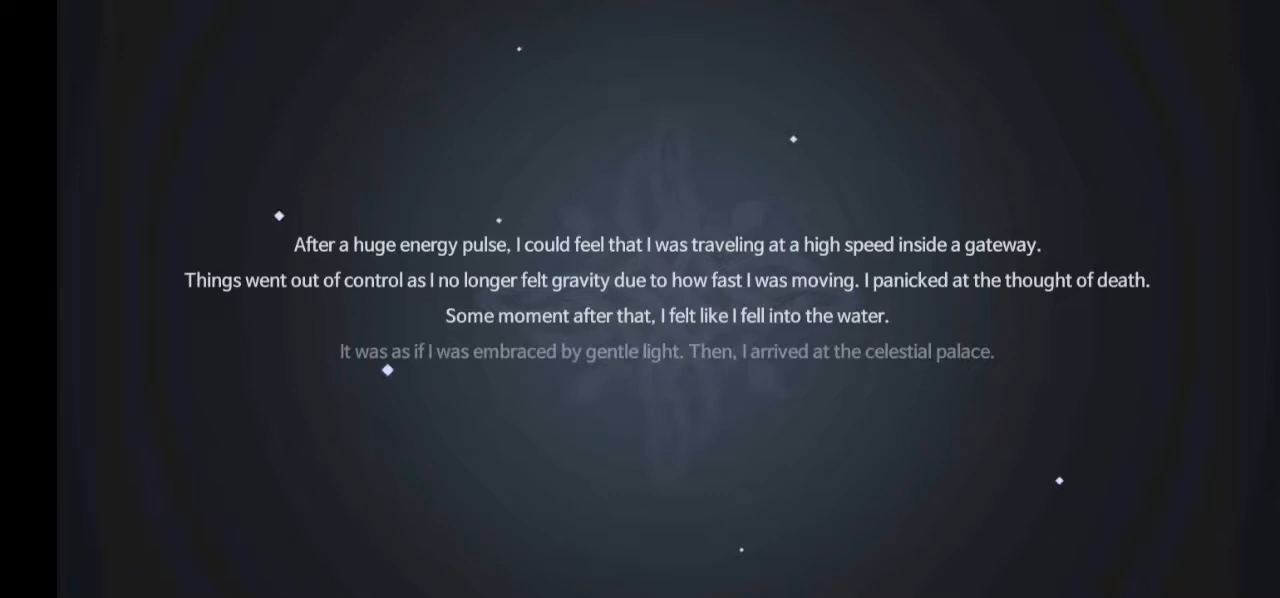 After a huge energy pulse, I could feel that I was traveling at a high speed inside a gateway.
Things went out of control as I no longer felt gravity due to how fast I was moving. I panicked at the thought of death.
Some moment after that, I felt like I fell into the water.
It was as if I was embraced by gentle light. Then, I arrived at the celestial palace.